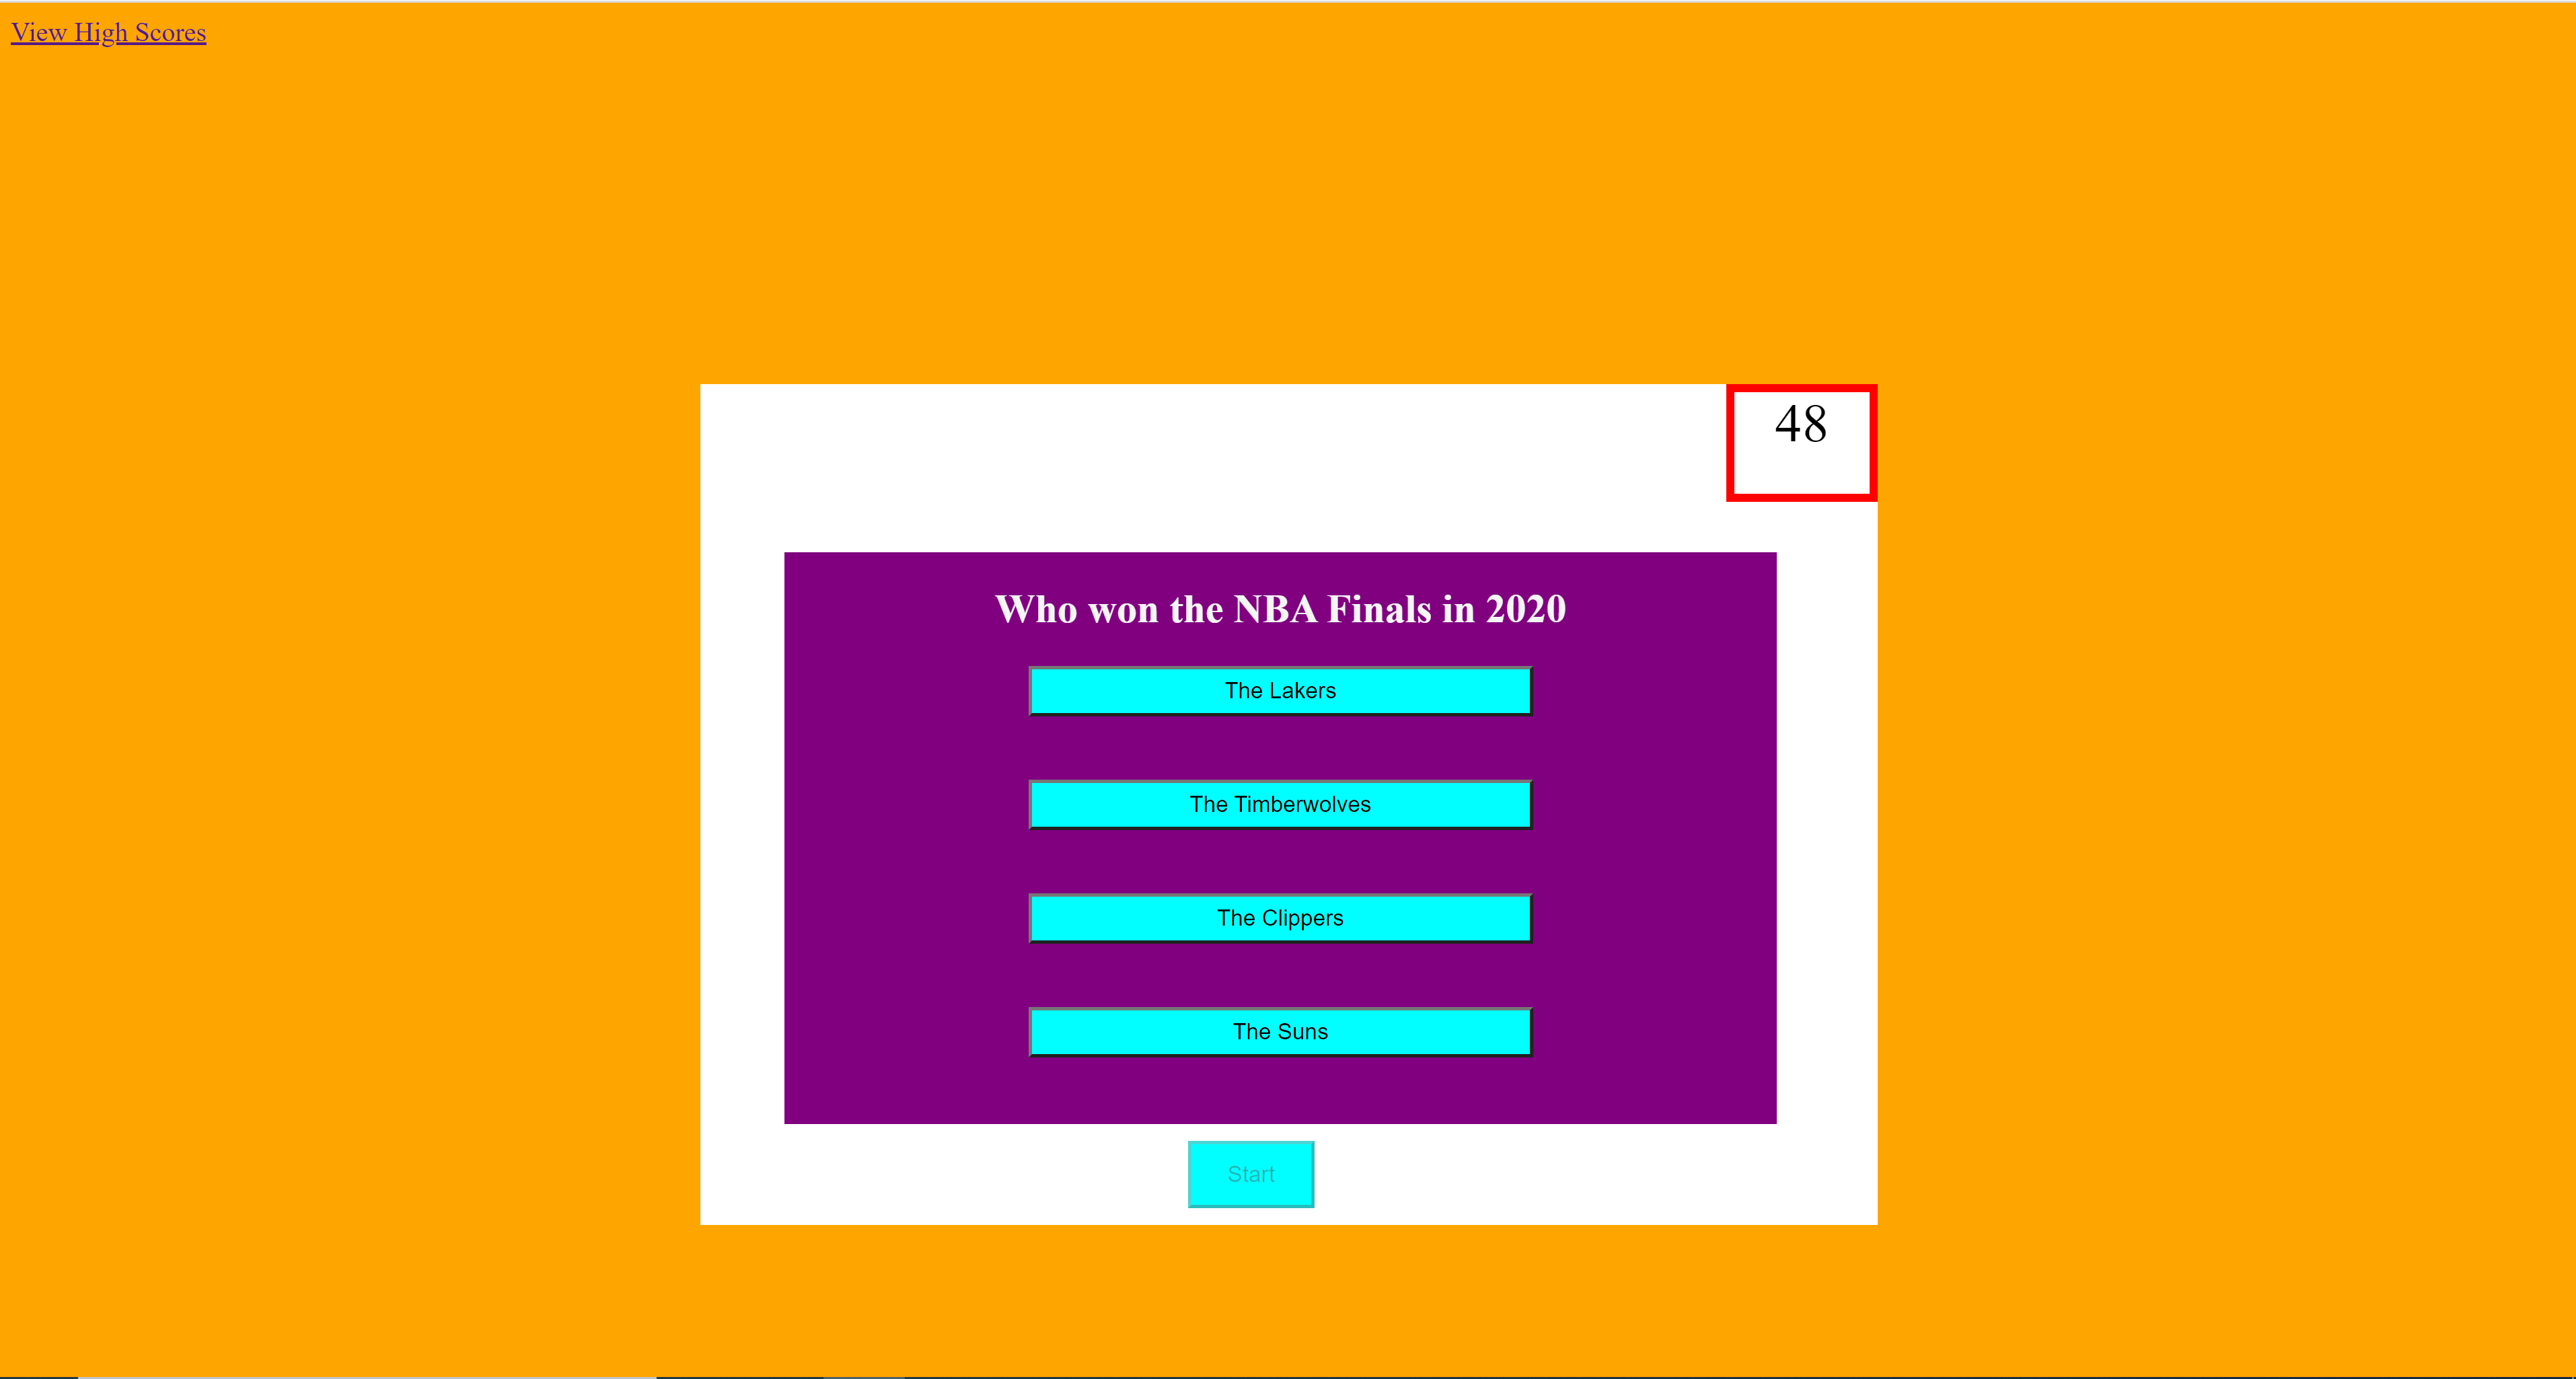 View High Scores
48
Who won the NBA Finals in 2020
The Lakers
The Timberwolves
The Clippers
The Suns
Start